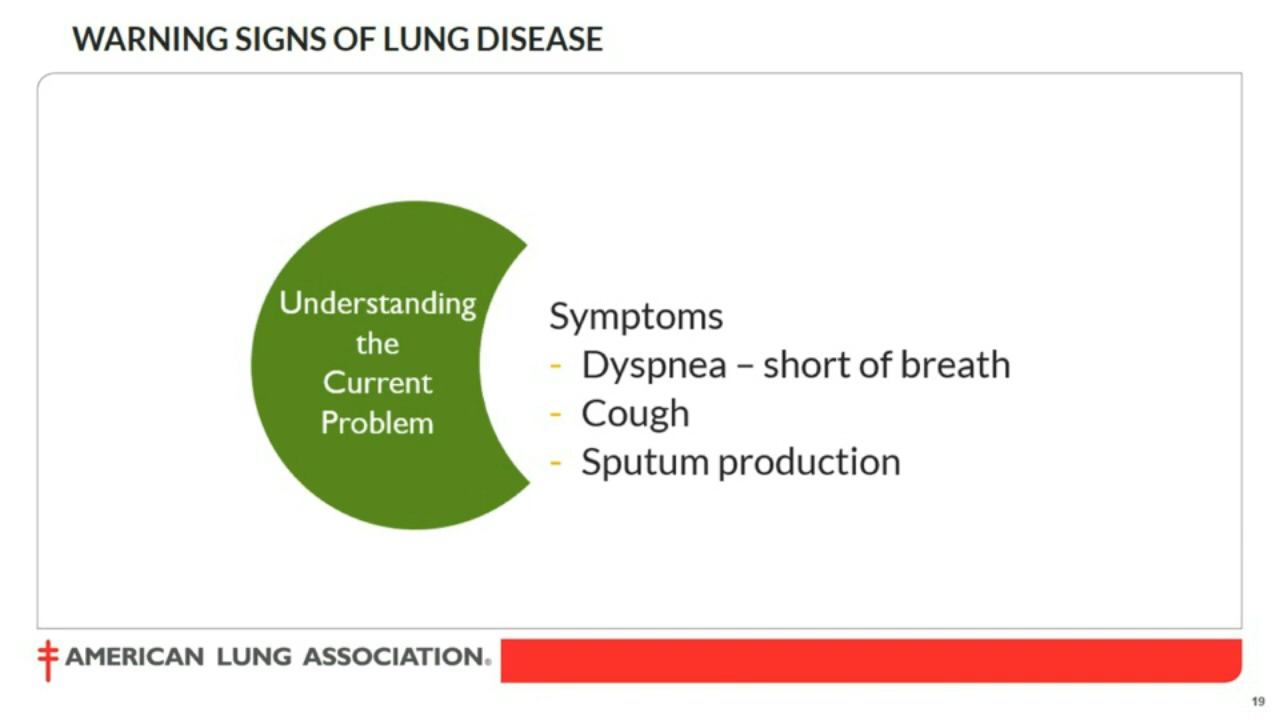 WARNING SIGNS OF LUNG DISEASE
Understanding
the
Current
Problem
Symptoms
- Dyspnea – short of breath
- Cough
- Sputum production
AMERICAN LUNG ASSOCIATION®
19